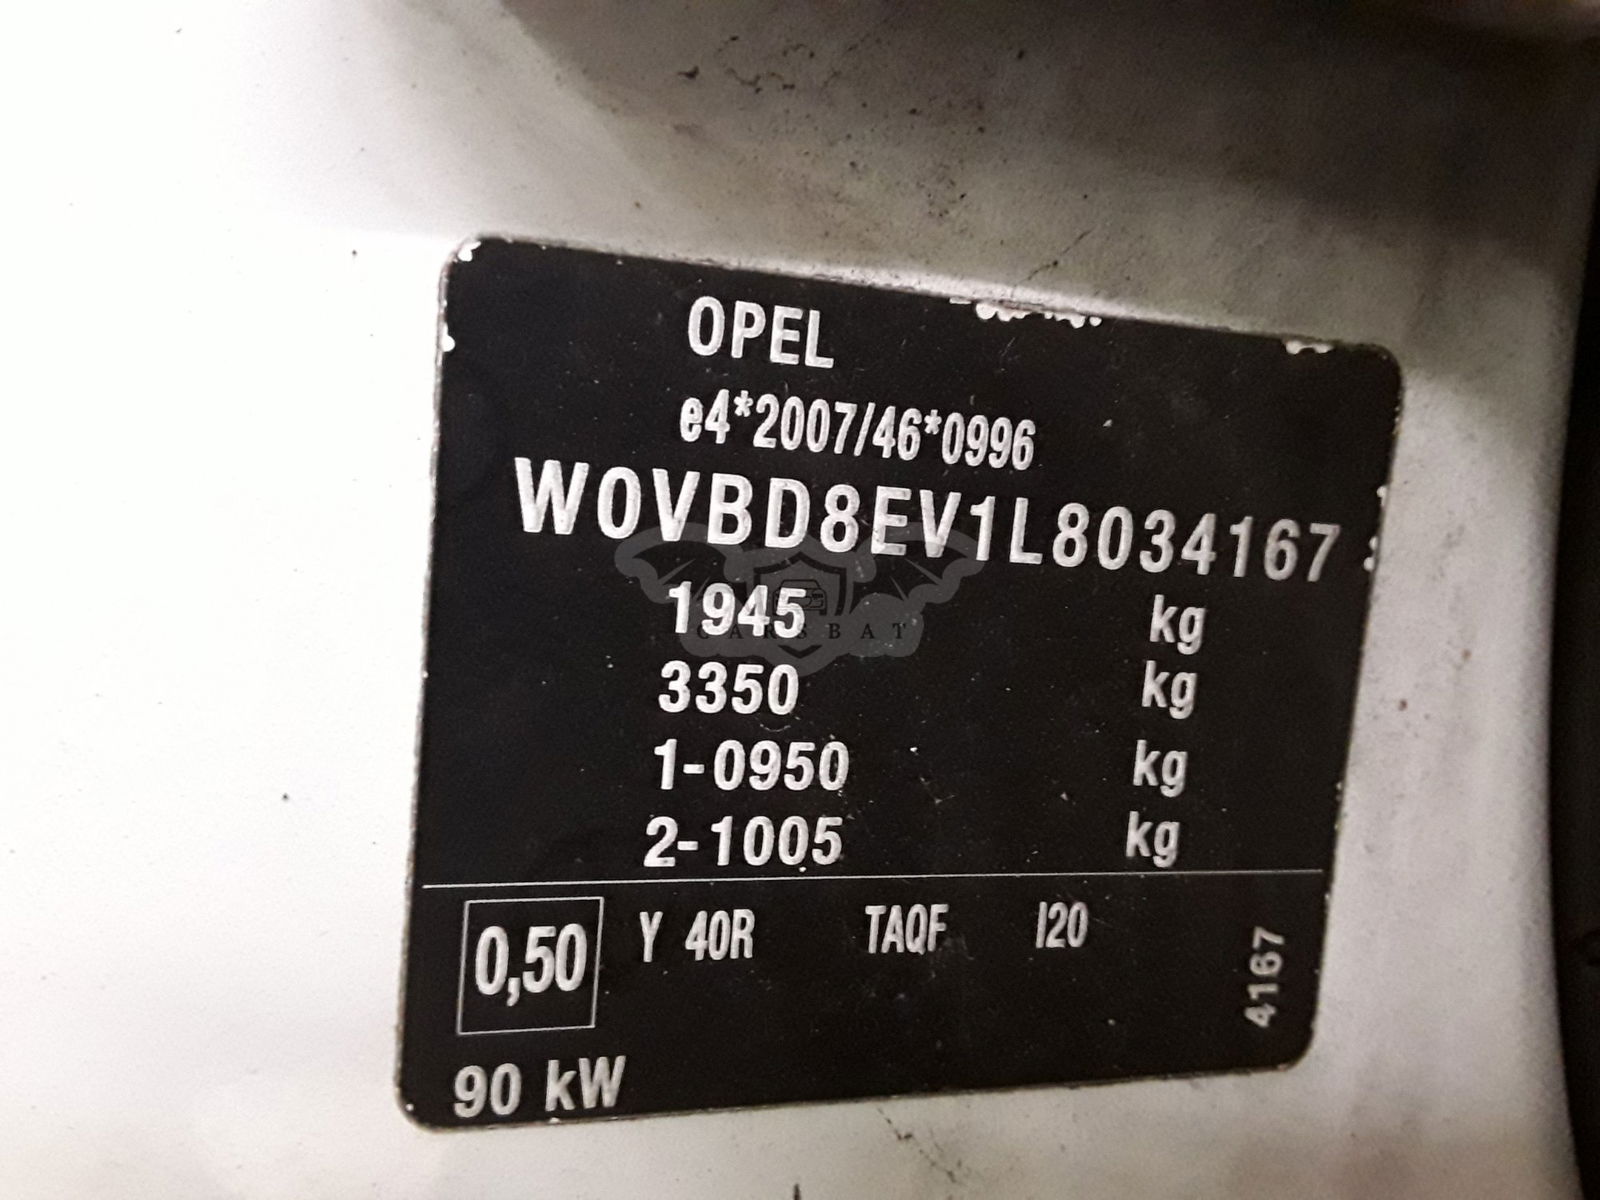 OPEL
e4*2007/46*0996
W0VBD8EV1L8034167
1945 kg
CARSBAT
3350 kg
1-0950 kg
2-1005 kg
0,50 Y 40R TAQF I20
4167
90 kW